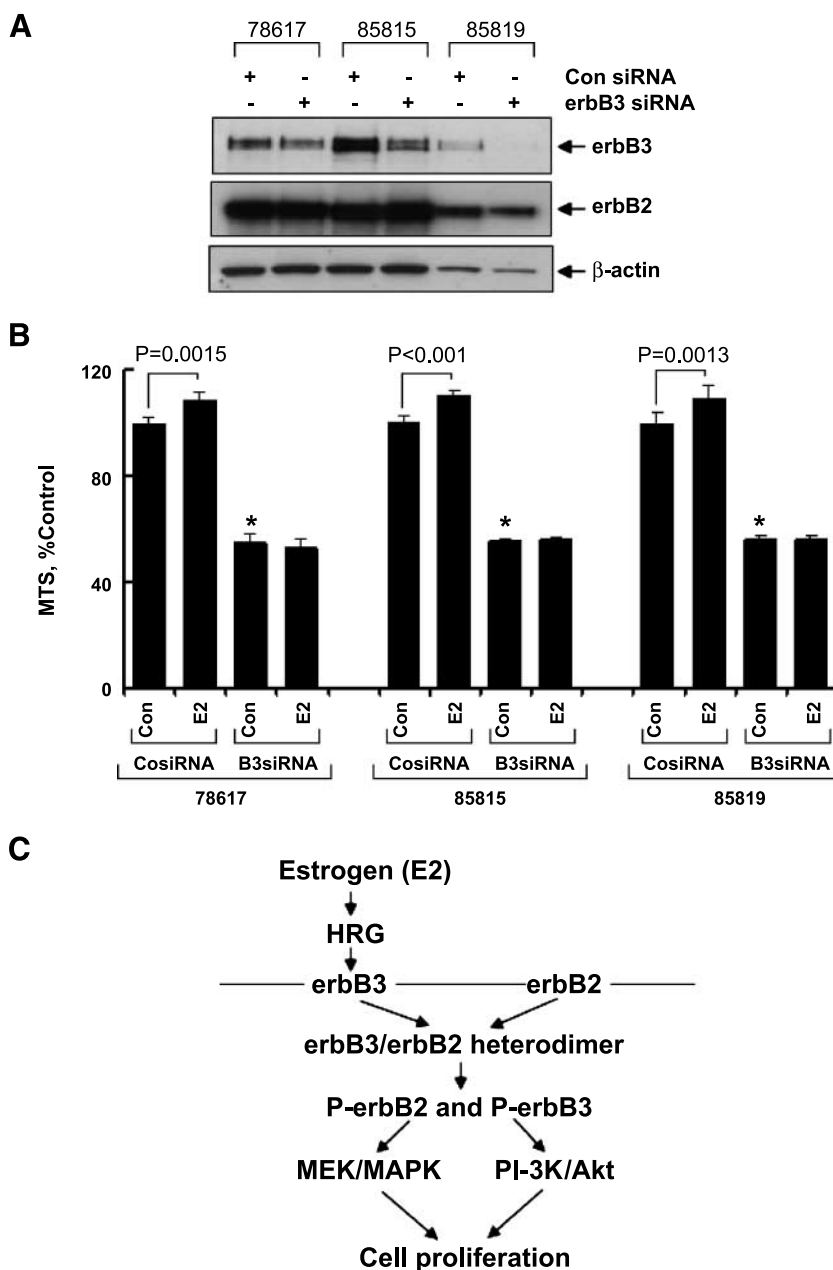 A
78617 85815 85819
+ - + - + - Con siRNA
- + - + - + erbB3 siRNA
erbB3
erbB2
β-actin
B
P=0.0015 P<0.001 P=0.0013
120
80
40
0
MTS, %Control
Con E2 Con E2 Con E2 Con E2 Con E2 Con E2
* * *
CosiRNA B3siRNA CosiRNA B3siRNA CosiRNA B3siRNA
78617 85815 85819
C
Estrogen (E2)
HRG
erbB3 erbB2
erbB3/erbB2 heterodimer
P-erbB2 and P-erbB3
MEK/MAPK PI-3K/Akt
Cell proliferation